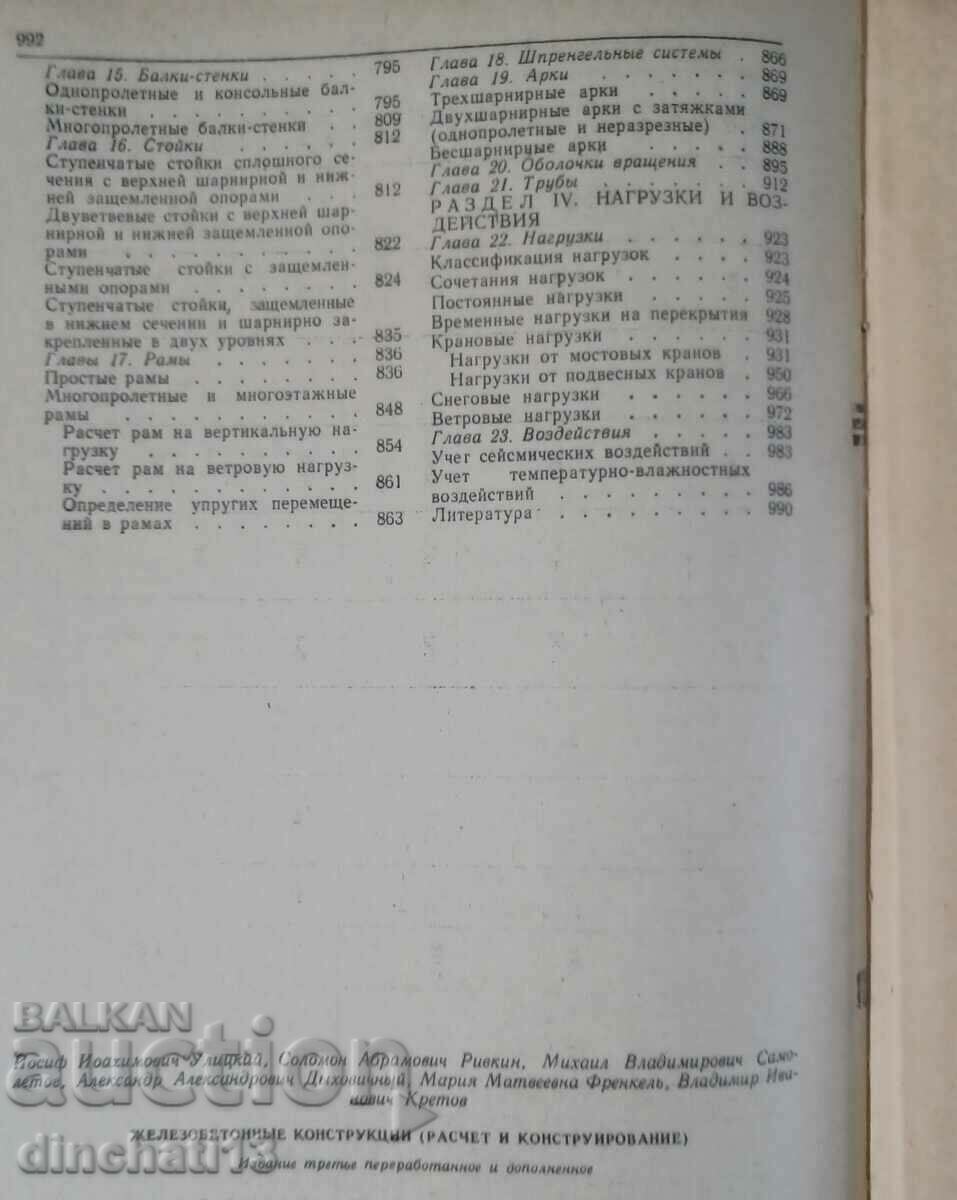 992
Глава 15. Балки-стенки . . . . . 795
Однопролетные и консольные бал-
ки-стенки . . . . . . . . . . 795
Многопролетные балки-стенки . . 809
Глава 16. Стойки . . . . . . 812
Ступенчатые стойки сплошного се-
чения с верхней шарнирной и ниж-
ней защемленной опорами . . . 812
Двуветвевые стойки с верхней шар-
нирной и нижней защемленной опо-
рами . . . . . . . . . . . 822
Ступенчатые стойки с защемлен-
ными опорами . . . . . . . . 824
Ступенчатые стойки, защемленные
в нижнем сечении и шарнирно за-
крепленные в двух уровнях . . . 835
Главы 17. Рамы . . . . . . . 836
Простые рамы . . . . . . . . 836
Многопролетные и многоэтажные
рамы . . . . . . . . . . . 848
Расчет рам на вертикальную на-
грузку . . . . . . . . . . 854
Расчет рам на ветровую нагруз-
ку . . . . . . . . . . . . 861
Определение упругих перемеще-
ний в рамах . . . . . . . . 863
Глава 18. Шпренгельные системы . 866
Глава 19. Арки . . . . . . . 869
Трехшарнирные арки . . . . . 869
Двухшарнирные арки с затяжками
(однопролетные и неразрезные) . 871
Бесшарнирные арки . . . . . 888
Глава 20. Оболочки вращения . . 895
Глава 21. Трубы . . . . . . . 912
РАЗДЕЛ IV. НАГРУЗКИ И ВОЗ-
ДЕЙСТВИЯ
Глава 22. Нагрузки . . . . . . 923
Классификация нагрузок . . . . 923
Сочетания нагрузок . . . . . . 924
Постоянные нагрузки . . . . . 925
Временные нагрузки на перекрытия 928
Крановые нагрузки . . . . . . 931
Нагрузки от мостовых кранов . 931
Нагрузки от подвесных кранов . 950
Снеговые нагрузки . . . . . . 966
Ветровые нагрузки . . . . . . 972
Глава 23. Воздействия . . . . . 983
Учет сейсмических воздействий . . 983
Учет температурно-влажностных
воздействий . . . . . . . . . 986
Литература . . . . . . . . . 990
Иосиф Иоахимович Улицкий, Соломон Абрамович Ривкин, Михаил Владимирович Само-
летов, Александр Александрович Дыховичный, Мария Матвеевна Френкель, Владимир Ива-
нович Кретов
ЖЕЛЕЗОБЕТОННЫЕ КОНСТРУКЦИИ (РАСЧЕТ И КОНСТРУИРОВАНИЕ)
Издание третье переработанное и дополненное
BALKAN
auction
dinchati13